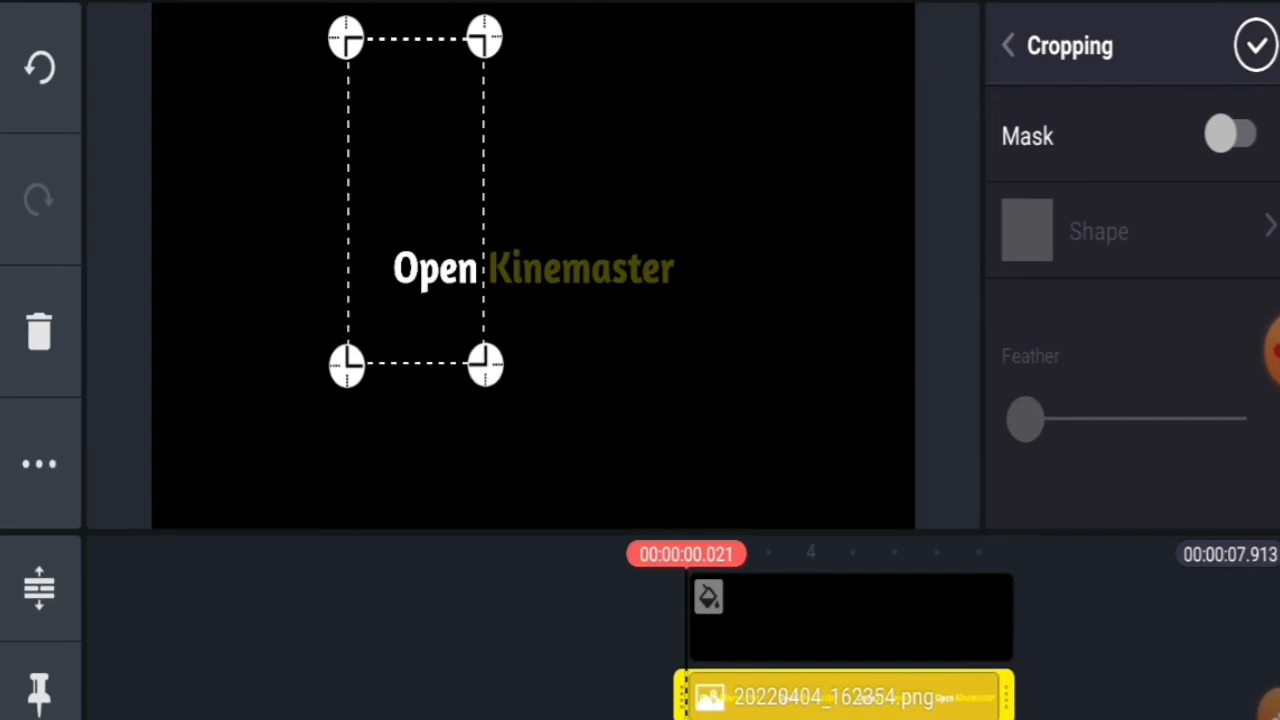 Cropping
Mask
Shape
Open Kinemaster
Feather
00:00:00.021
4
00:00:07.913
20220404_162354.png